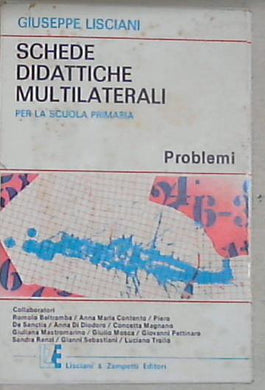 GIUSEPPE LISCIANI
SCHEDE
DIDATTICHE
MULTILATERALI
PER LA SCUOLA PRIMARIA
Problemi
Collaboratori
Romolo Beltramba / Anna Maria Contento / Piero
De Sanctis / Anna Di Diodoro / Concetta Magnano
Giuliana Mastromarino / Giulio Mosca / Giovanni Pettinaro
Sandra Renzi / Gianni Sebastiani / Luciano Traito
Lisciani & Zampetti Editori